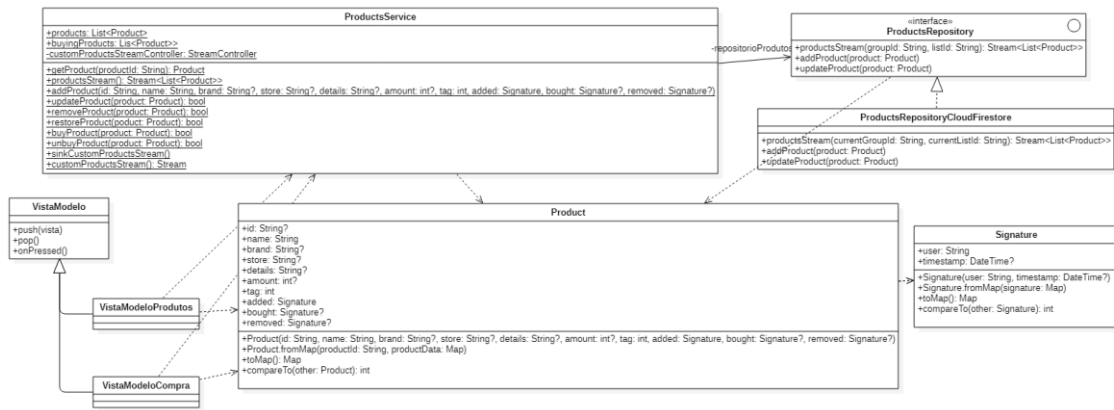 ProductsService
+products: List<Product>
+buyingProducts: Lis<Product>>
-customProductsStreamController: StreamController
+getProduct(productId: String): Product
+productsStream(): Stream<List<Product>>
+addProduct(id: String, name: String, brand: String?, store: String?, details: String?, amount: int?, tag: int, added: Signature, bought: Signature?, removed: Signature?)
+updateProduct(product: Product): bool
+removeProduct(product: Product): bool
+restoreProduct(poduct: Product): bool
+buyProduct(product: Product): bool
+unbuyProduct(product: Product): bool
+sinkCustomProductsStream()
+customProductsStream(): Stream
-repositorioProdutos
«interface»
ProductsRepository
+productsStream(groupId: String, listId: String): Stream<List<Product>>
+addProduct(product: Product)
+updateProduct(product: Product)
ProductsRepositoryCloudFirestore
+productsStream(currentGroupId: String, currentListId: String): Stream<List<Product>>
+addProduct(product: Product)
+updateProduct(product: Product)
VistaModelo
+push(vista)
+pop()
+onPressed()
VistaModeloProdutos
VistaModeloCompra
Product
+id: String?
+name: String
+brand: String?
+store: String?
+details: String?
+amount: int?
+tag: int
+added: Signature
+bought: Signature?
+removed: Signature?
+Product(id: String, name: String, brand: String?, store: String?, details: String?, amount: int?, tag: int, added: Signature, bought: Signature?, removed: Signature?)
+Product.fromMap(productId: String, productData: Map)
+toMap(): Map
+compareTo(other: Product): int
Signature
+user: String
+timestamp: DateTime?
+Signature(user: String, timestamp: DateTime?)
+Signature.fromMap(signature: Map)
+toMap(): Map
+compareTo(other: Signature): int